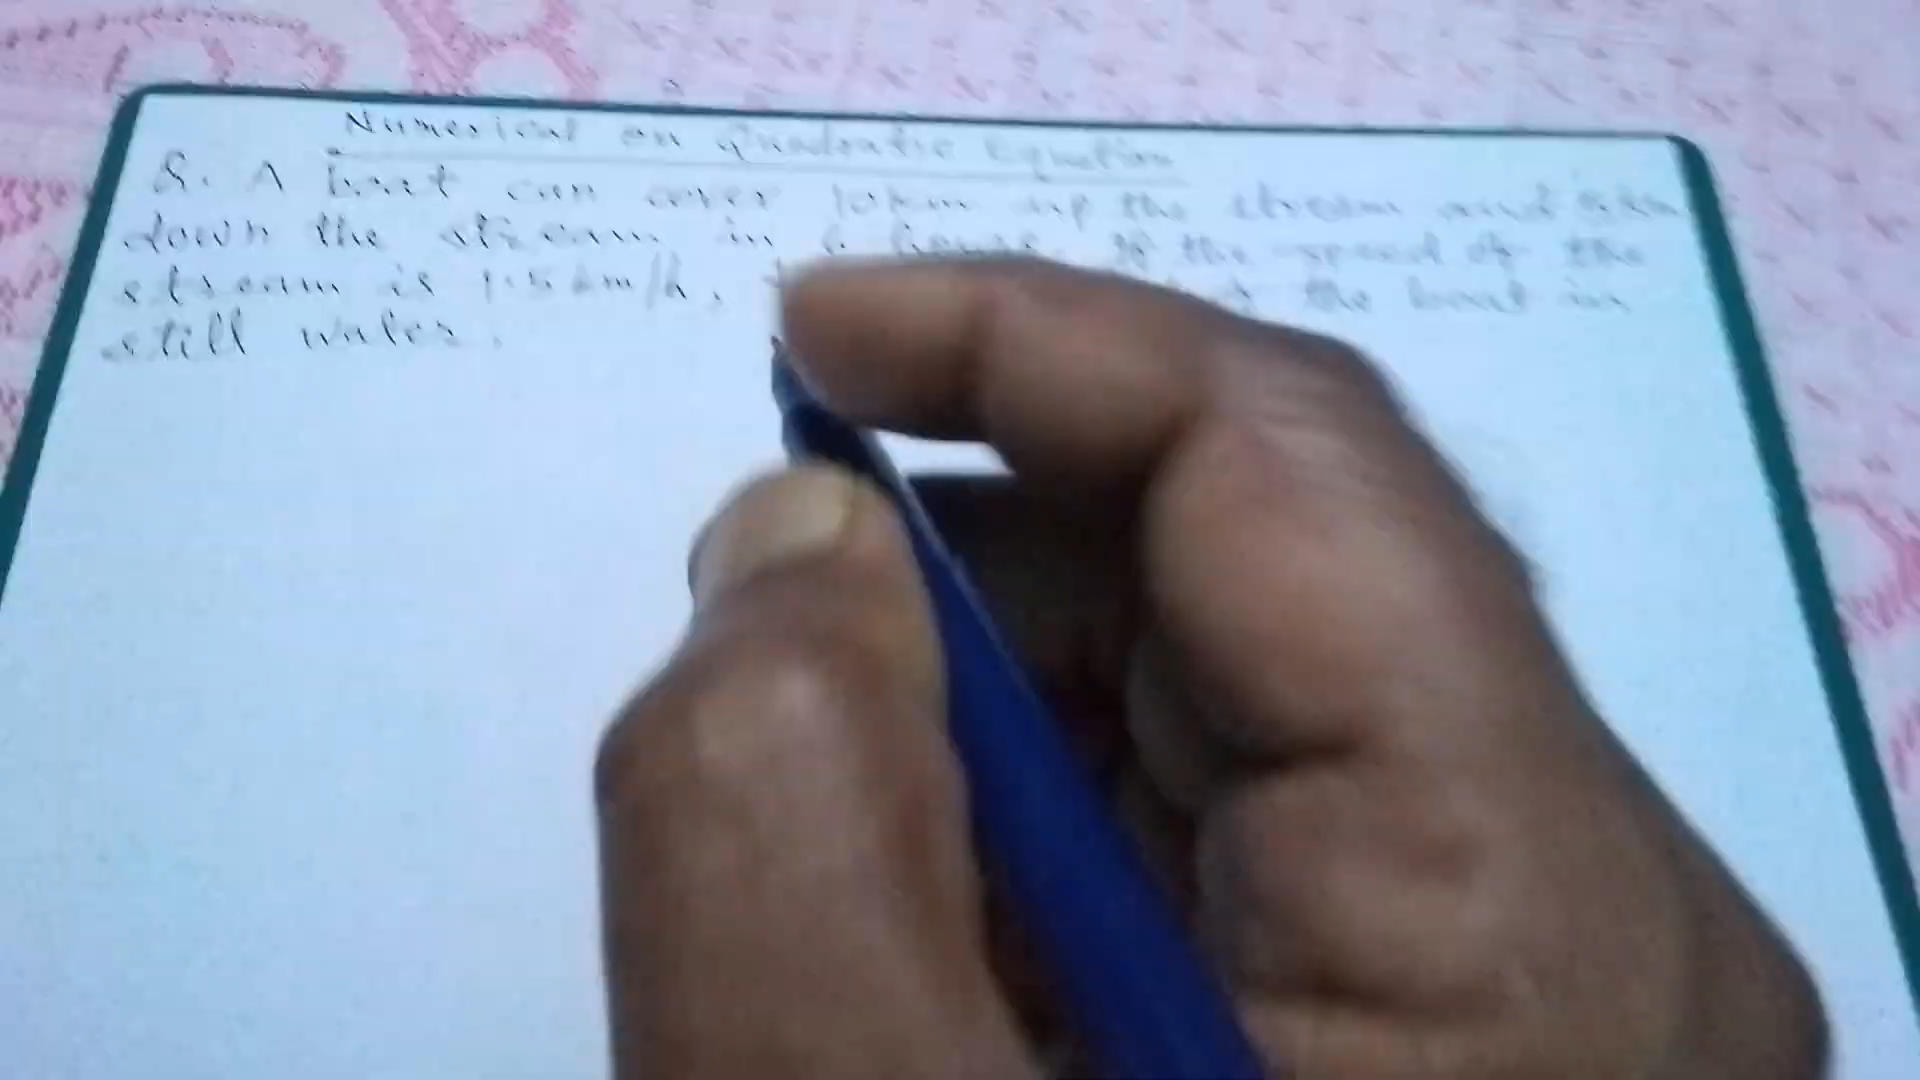 Numerical on Quadratic Equation
Q. A boat can cover 10km up the stream and 5km
down the stream in 6 hours. If the speed of the
stream is 1.5 km/h, the boat in
still water.